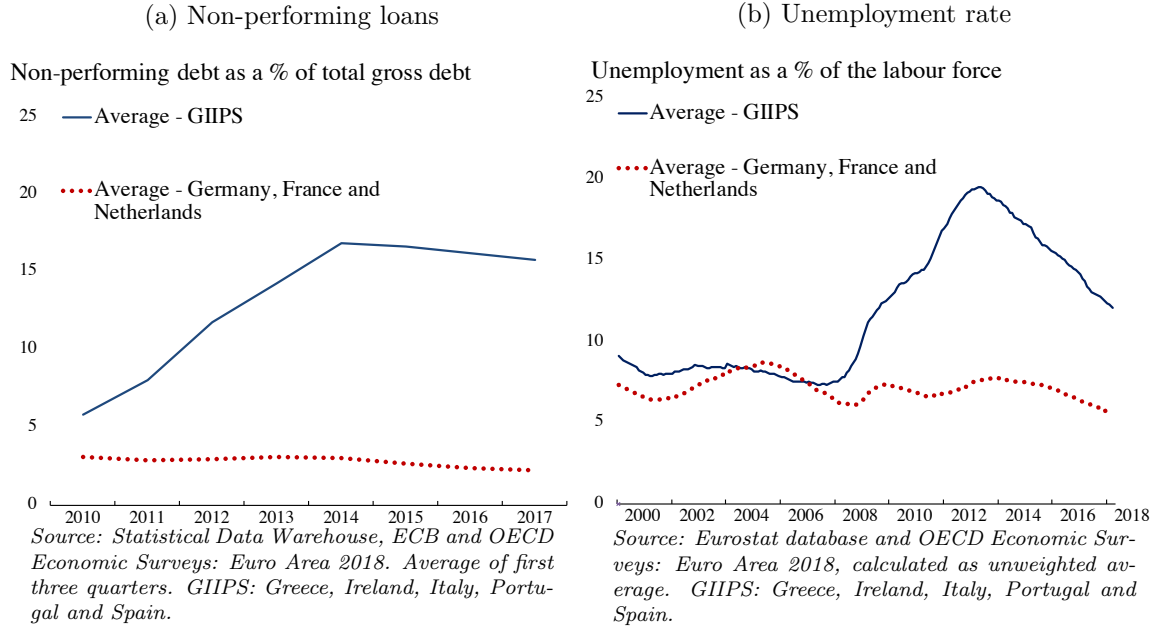 (a) Non-performing loans
Non-performing debt as a % of total gross debt
25
Average - GIIPS
20
Average - Germany, France and
Netherlands
15
10
5
0
2010 2011 2012 2013 2014 2015 2016 2017
Source: Statistical Data Warehouse, ECB and OECD
Economic Surveys: Euro Area 2018. Average of first
three quarters. GIIPS: Greece, Ireland, Italy, Portu-
gal and Spain.
(b) Unemployment rate
Unemployment as a % of the labour force
25
Average - GIIPS
20
Average - Germany, France and
Netherlands
15
10
5
0
2000 2002 2004 2006 2008 2010 2012 2014 2016 2018
Source: Eurostat database and OECD Economic Sur-
veys: Euro Area 2018, calculated as unweighted av-
erage. GIIPS: Greece, Ireland, Italy, Portugal and
Spain.